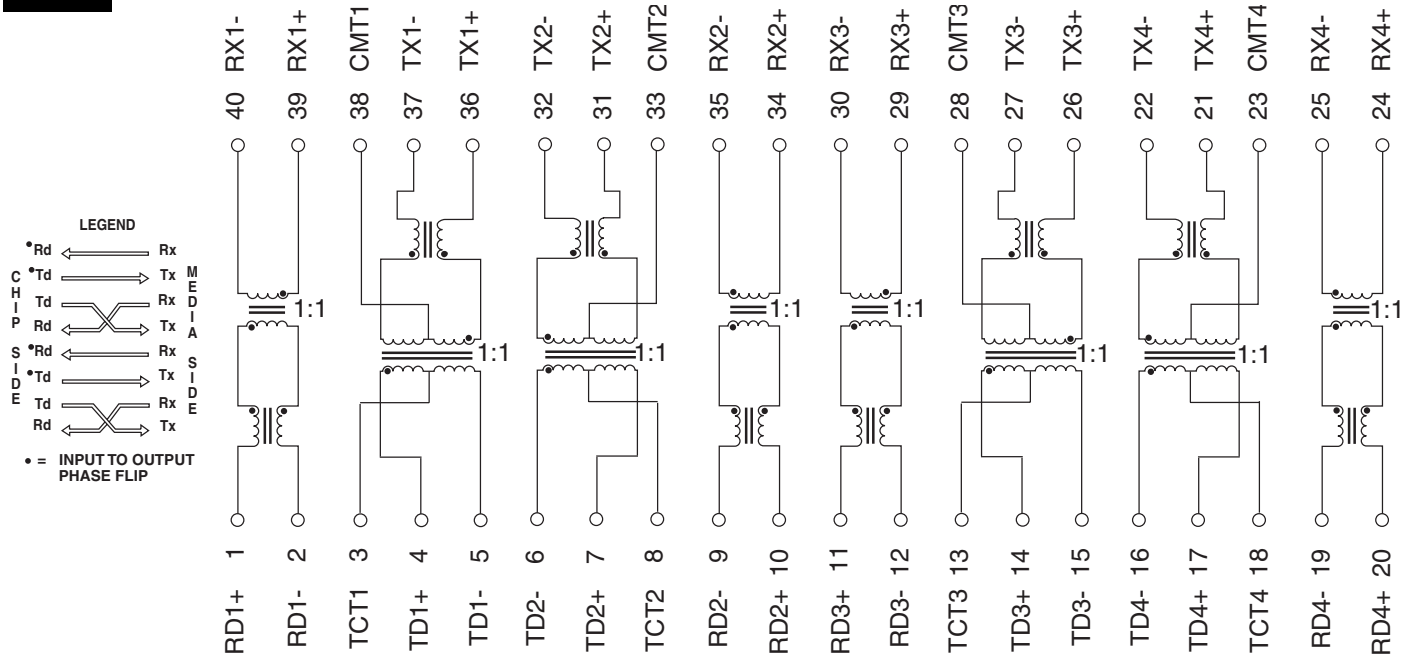 RX1- RX1+ CMT1 TX1- TX1+ TX2- TX2+ CMT2 RX2- RX2+ RX3- RX3+ CMT3 TX3- TX3+ TX4- TX4+ CMT4 RX4- RX4+
40 39 38 37 36 32 31 33 35 34 30 29 28 27 26 22 21 23 25 24
LEGEND
•Rd Rx
•Td Tx
Td Rx
Rd Tx
•Rd Rx
•Td Tx
Td Rx
Rd Tx
CHIP SIDE
MEDIA SIDE
• = INPUT TO OUTPUT
PHASE FLIP
1:1 1:1 1:1 1:1 1:1 1:1 1:1 1:1
1 2 3 4 5 6 7 8 9 10 11 12 13 14 15 16 17 18 19 20
RD1+ RD1- TCT1 TD1+ TD1- TD2- TD2+ TCT2 RD2- RD2+ RD3+ RD3- TCT3 TD3+ TD3- TD4- TD4+ TCT4 RD4- RD4+